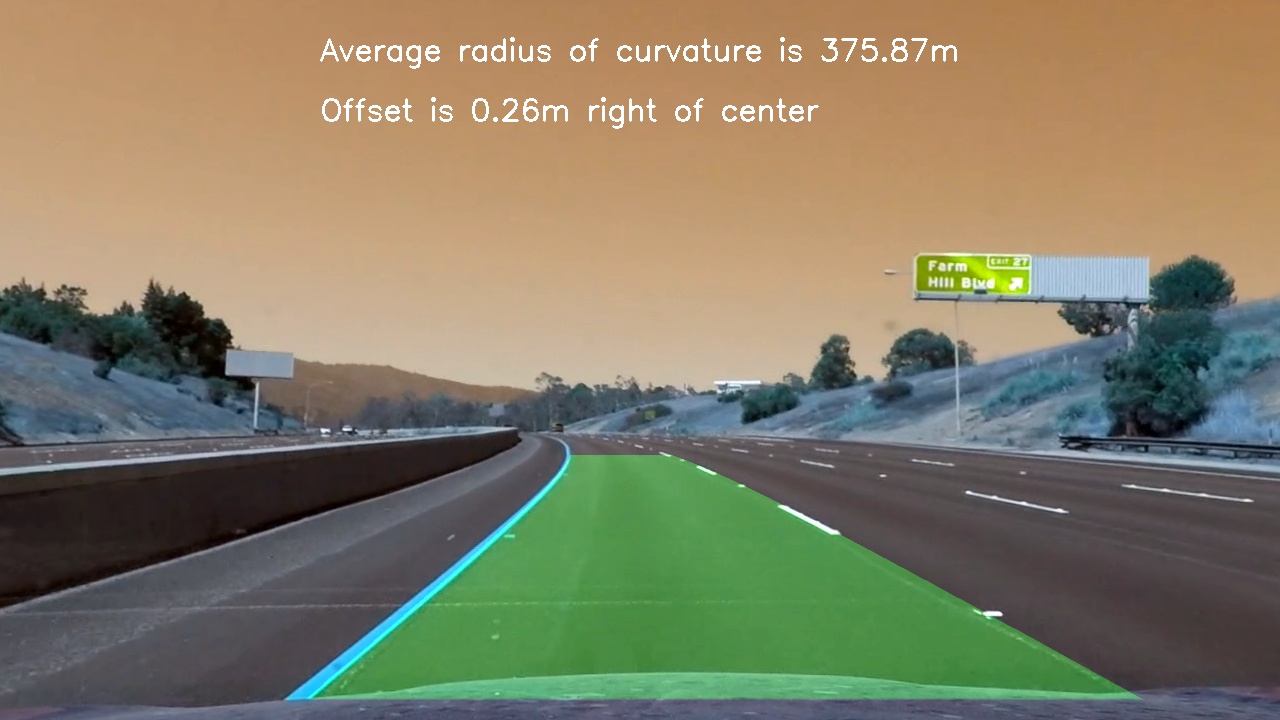 Average radius of curvature is 375.87m
Offset is 0.26m right of center
EXIT 27
Farm
Hill Blvd